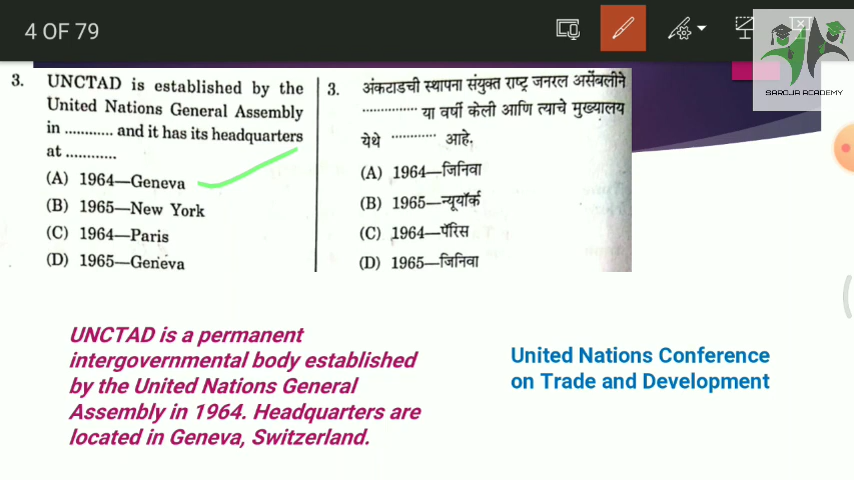 4 OF 79
SAROJA ACADEMY
3. UNCTAD is established by the
United Nations General Assembly
in ............ and it has its headquarters
at ............
(A) 1964—Geneva
(B) 1965—New York
(C) 1964—Paris
(D) 1965—Geneva
3. अंकटाडची स्थापना संयुक्त राष्ट्र जनरल असेंबलीने
............... या वर्षी केली आणि त्याचे मुख्यालय
येथे ............ आहे.
(A) 1964—जिनिवा
(B) 1965—न्यूयॉर्क
(C) 1964—पॅरिस
(D) 1965—जिनिवा
UNCTAD is a permanent
intergovernmental body established
by the United Nations General
Assembly in 1964. Headquarters are
located in Geneva, Switzerland.
United Nations Conference
on Trade and Development